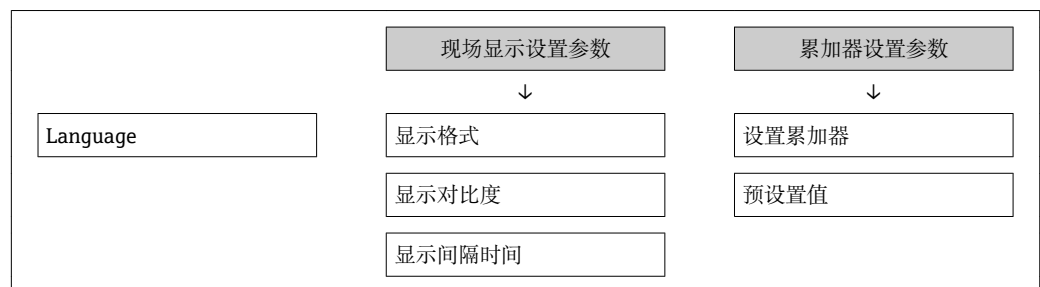 现场显示设置参数
累加器设置参数
↓
↓
Language
显示格式
设置累加器
显示对比度
预设置值
显示间隔时间